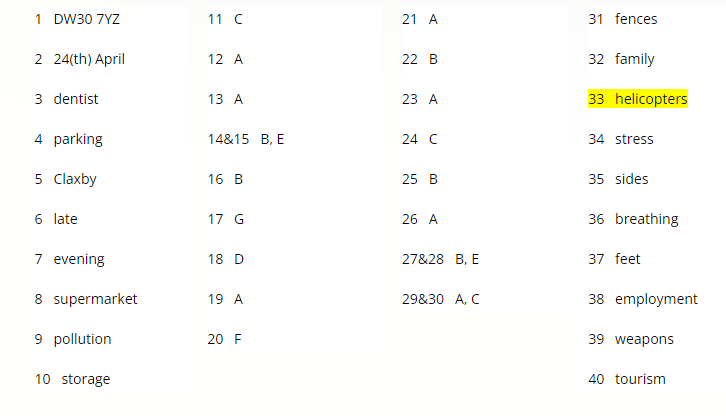 1 DW30 7YZ
2 24(th) April
3 dentist
4 parking
5 Claxby
6 late
7 evening
8 supermarket
9 pollution
10 storage
11 C
12 A
13 A
14&15 B, E
16 B
17 G
18 D
19 A
20 F
21 A
22 B
23 A
24 C
25 B
26 A
27&28 B, E
29&30 A, C
31 fences
32 family
33 helicopters
34 stress
35 sides
36 breathing
37 feet
38 employment
39 weapons
40 tourism